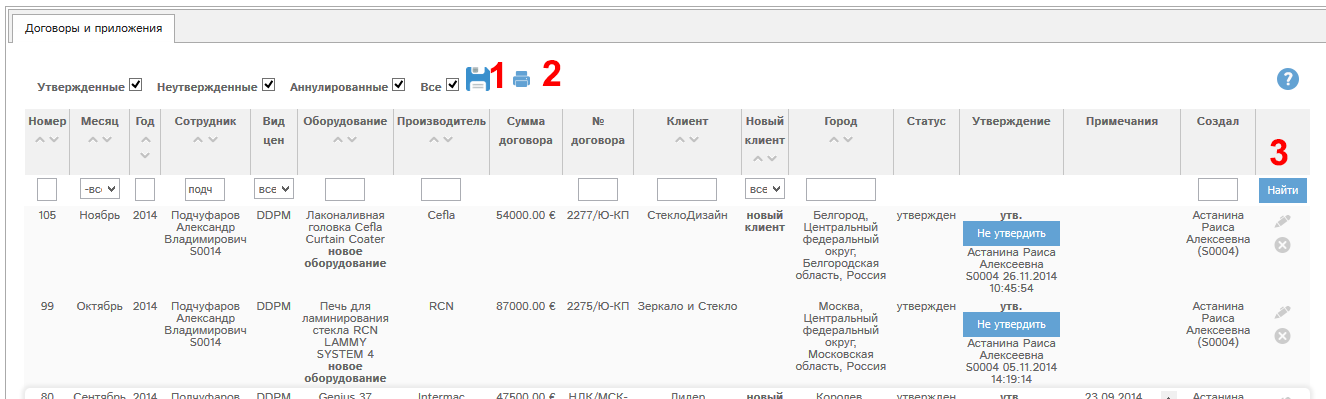 Договоры и приложения
Утвержденные Неутвержденные Аннулированные Все 1 2 ?
Номер Месяц Год Сотрудник Вид цен Оборудование Производитель Сумма договора № договора Клиент Новый клиент Город Статус Утверждение Примечания Создал
3
подч все все Найти
105 Ноябрь 2014 Подчуфаров DDPM Лаконаливная Cefla 54000.00 € 2277/Ю-КП СтеклоДизайн новый Белгород, утвержден утв. Астанина
Александр головка Cefla клиент Центральный Не утвердить Раиса
Владимирович Curtain Coater федеральный Астанина Раиса Алексеевна
S0014 новое округ, Алексеевна (S0004)
оборудование Белгородская S0004 26.11.2014
область, Россия 10:45:54
99 Октябрь 2014 Подчуфаров DDPM Печь для RCN 87000.00 € 2275/Ю-КП Зеркало и Стекло Москва, утвержден утв. Астанина
Александр ламинирования Центральный Не утвердить Раиса
Владимирович стекла RCN федеральный Астанина Раиса Алексеевна
S0014 LAMMY округ, Алексеевна (S0004)
SYSTEM 4 Московская S0004 05.11.2014
новое область, Россия 14:19:14
оборудование
80 Сентябрь 2014 Подчуфаров DDPM Genius 37 Intermac 47500.00 € НДК/МСК- Лидер новый Королев утвержден утв. 23.09.2014 Астанина